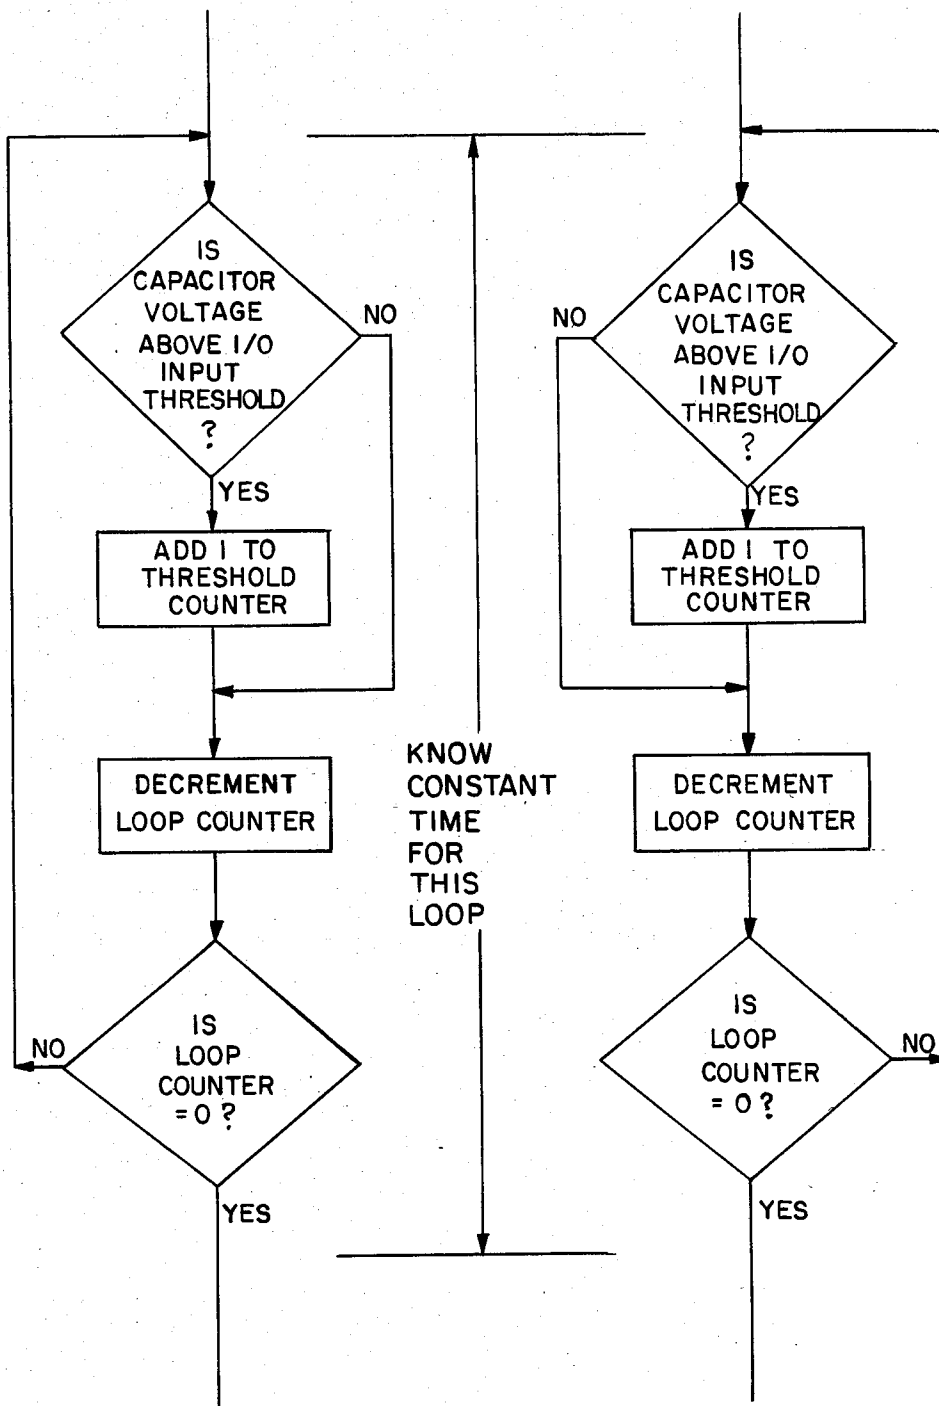 IS
CAPACITOR
VOLTAGE
ABOVE I/O
INPUT
THRESHOLD
?
NO
YES
ADD I TO
THRESHOLD
COUNTER
DECREMENT
LOOP COUNTER
IS
LOOP
COUNTER
= 0 ?
NO
YES
KNOW
CONSTANT
TIME
FOR
THIS
LOOP
IS
CAPACITOR
VOLTAGE
ABOVE I/O
INPUT
THRESHOLD
?
NO
YES
ADD I TO
THRESHOLD
COUNTER
DECREMENT
LOOP COUNTER
IS
LOOP
COUNTER
= 0 ?
NO
YES